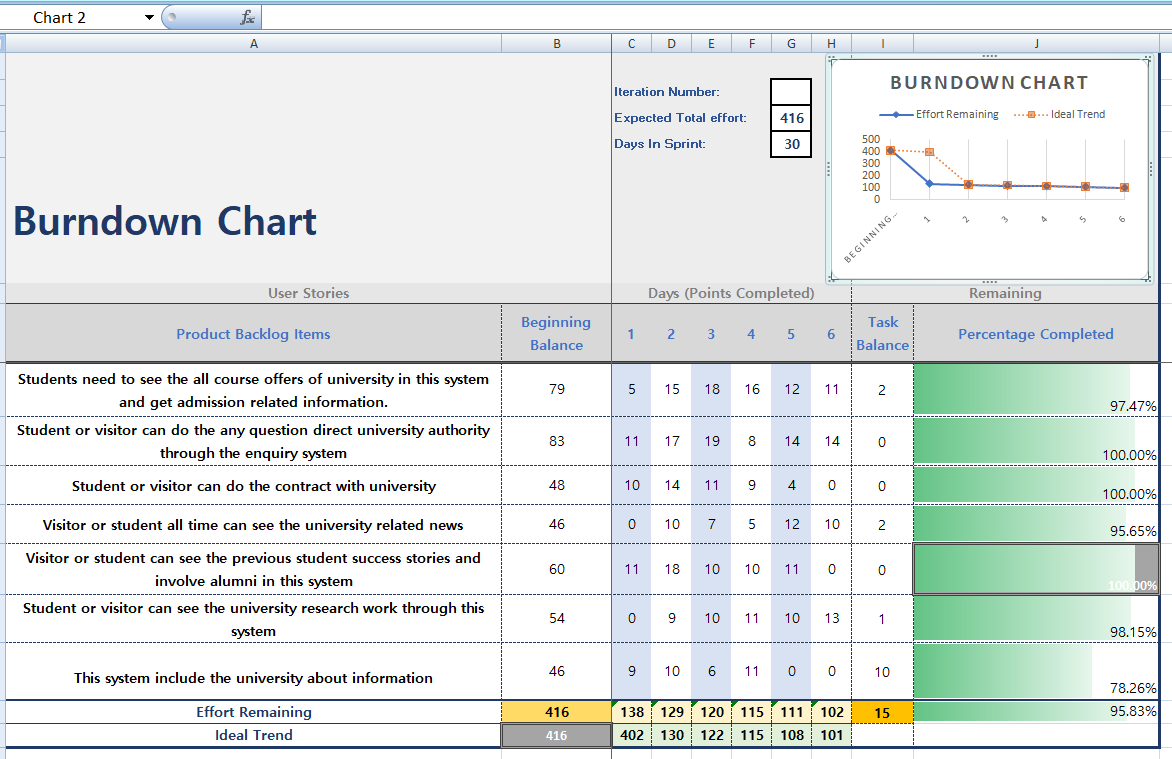 Chart 2
fx
A B C D E F G H I J
Iteration Number:
Expected Total effort: 416
Days In Sprint: 30
BURNDOWN CHART
Effort Remaining Ideal Trend
500
400
300
200
100
0
BEGINNING... 1 2 3 4 5 6
Burndown Chart
User Stories Days (Points Completed) Remaining
Product Backlog Items Beginning Balance 1 2 3 4 5 6 Task Balance Percentage Completed
Students need to see the all course offers of university in this system
and get admission related information.
79 5 15 18 16 12 11 2 97.47%
Student or visitor can do the any question direct university authority
through the enquiry system
83 11 17 19 8 14 14 0 100.00%
Student or visitor can do the contract with university 48 10 14 11 9 4 0 0 100.00%
Visitor or student all time can see the university related news 46 0 10 7 5 12 10 2 95.65%
Visitor or student can see the previous student success stories and
involve alumni in this system
60 11 18 10 10 11 0 0 100.00%
Student or visitor can see the university research work through this
system
54 0 9 10 11 10 13 1 98.15%
This system include the university about information 46 9 10 6 11 0 0 10 78.26%
Effort Remaining 416 138 129 120 115 111 102 15 95.83%
Ideal Trend 416 402 130 122 115 108 101